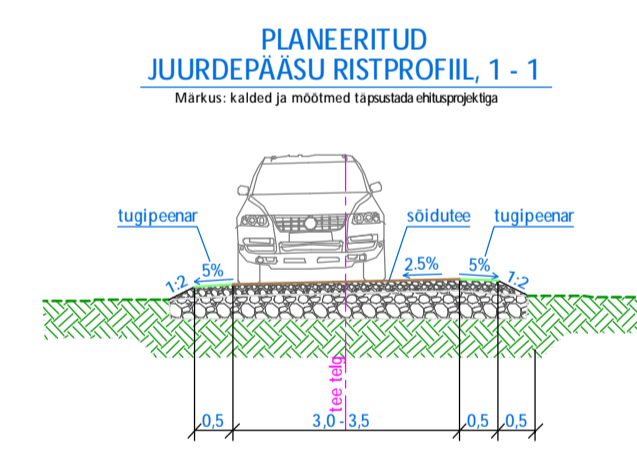 PLANEERITUD
JUURDEPÄÄSU RISTPROFIIL, 1 - 1
Märkus: kalded ja mõõtmed täpsustada ehitusprojektiga
tugipeenar
sõidutee
tugipeenar
1:2
5%
2.5%
5%
1:2
tee telg
0,5
3,0 - 3,5
0,5
0,5